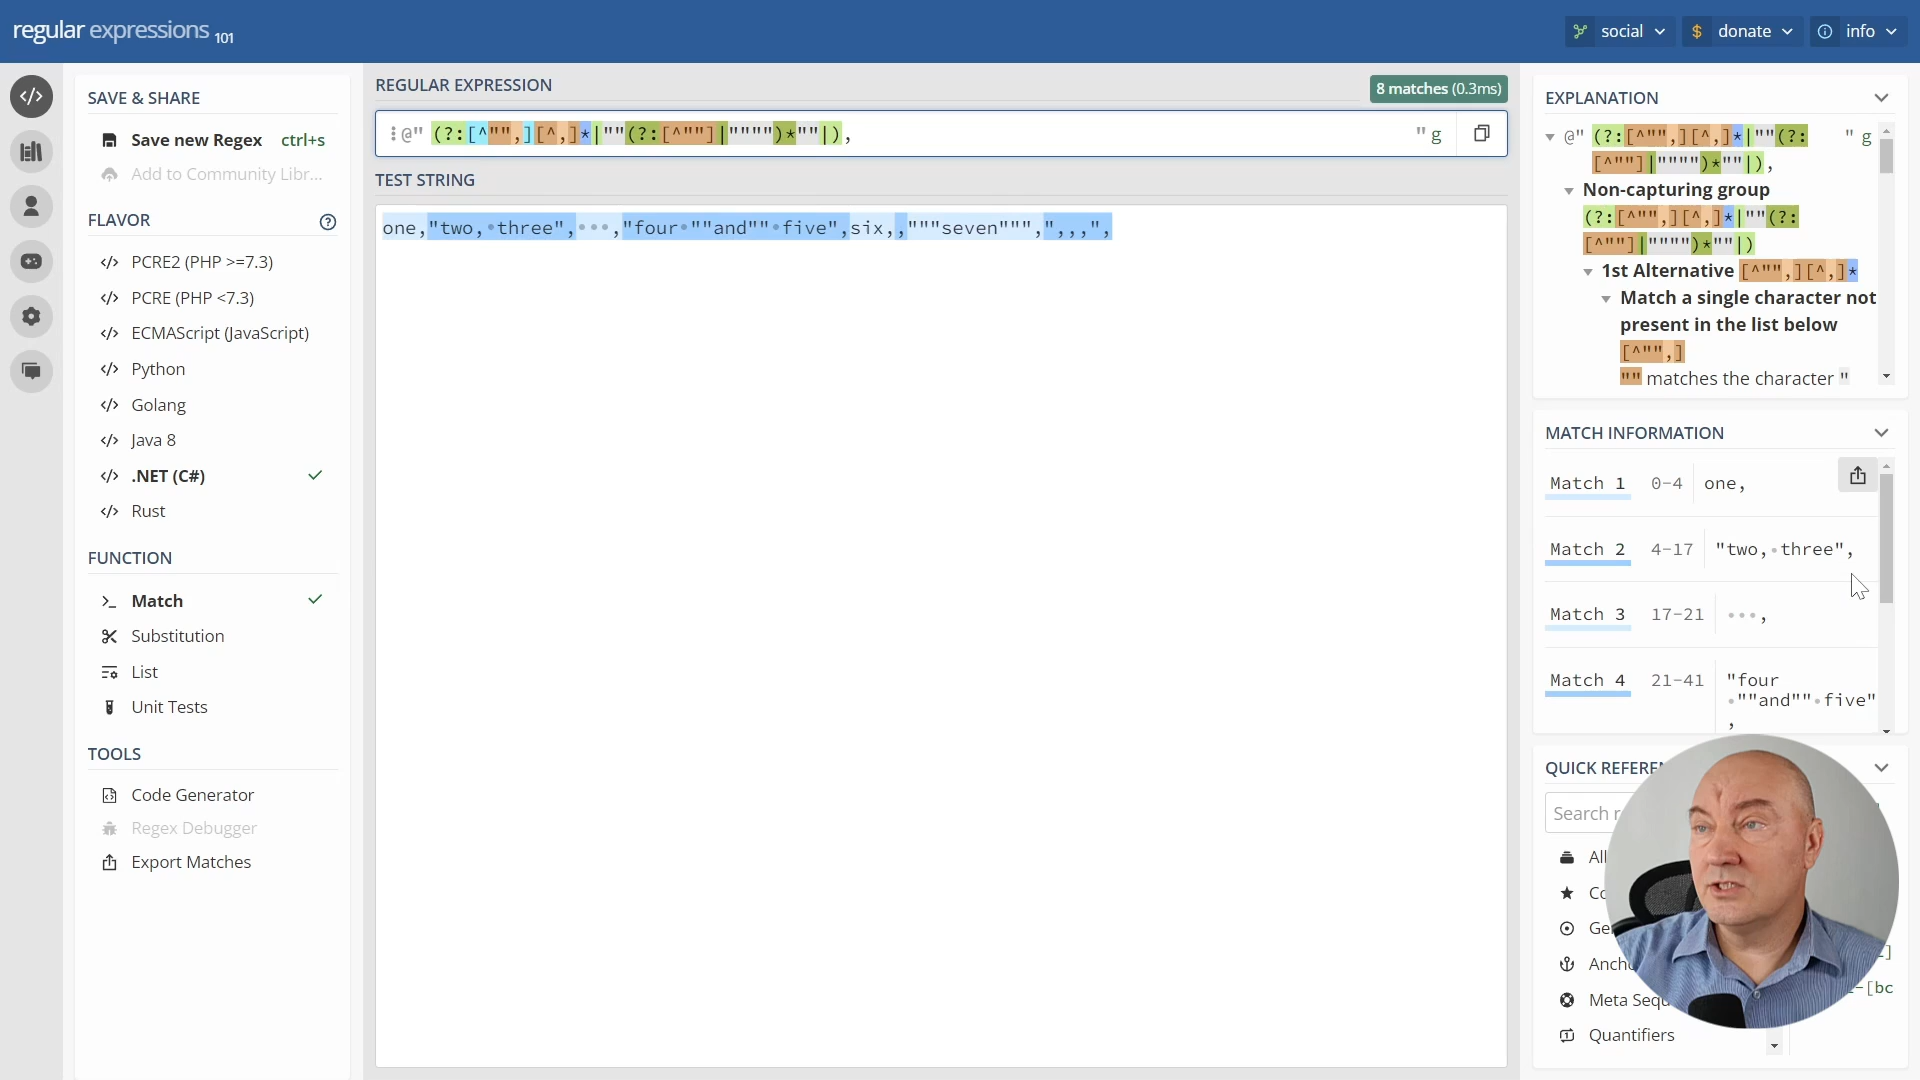 regular expressions 101
social
donate
info
SAVE & SHARE
Save new Regex ctrl+s
Add to Community Libr...
FLAVOR
PCRE2 (PHP >=7.3)
PCRE (PHP <7.3)
ECMAScript (JavaScript)
Python
Golang
Java 8
.NET (C#)
Rust
FUNCTION
Match
Substitution
List
Unit Tests
TOOLS
Code Generator
Regex Debugger
Export Matches
REGULAR EXPRESSION
8 matches (0.3ms)
@" (?:[^"",][^,]*|""(?:[^""]|"""")*""|), " g
TEST STRING
one,"two,·three",···,"four·""and""·five",six,,"""seven""",",,,",
EXPLANATION
@" (?:[^"",][^,]*|""(?: " g
[^""]|"""")*""|),
Non-capturing group
(?:[^"",][^,]*|""(?:
[^""]|"""")*""|)
1st Alternative [^"",][^,]*
Match a single character not
present in the list below
[^"",]
"" matches the character "
MATCH INFORMATION
Match 1 0-4 one,
Match 2 4-17 "two,·three",
Match 3 17-21 ···,
Match 4 21-41 "four
·""and""·five"
,
QUICK
Search
All
Meta
Quantifiers
-[bc